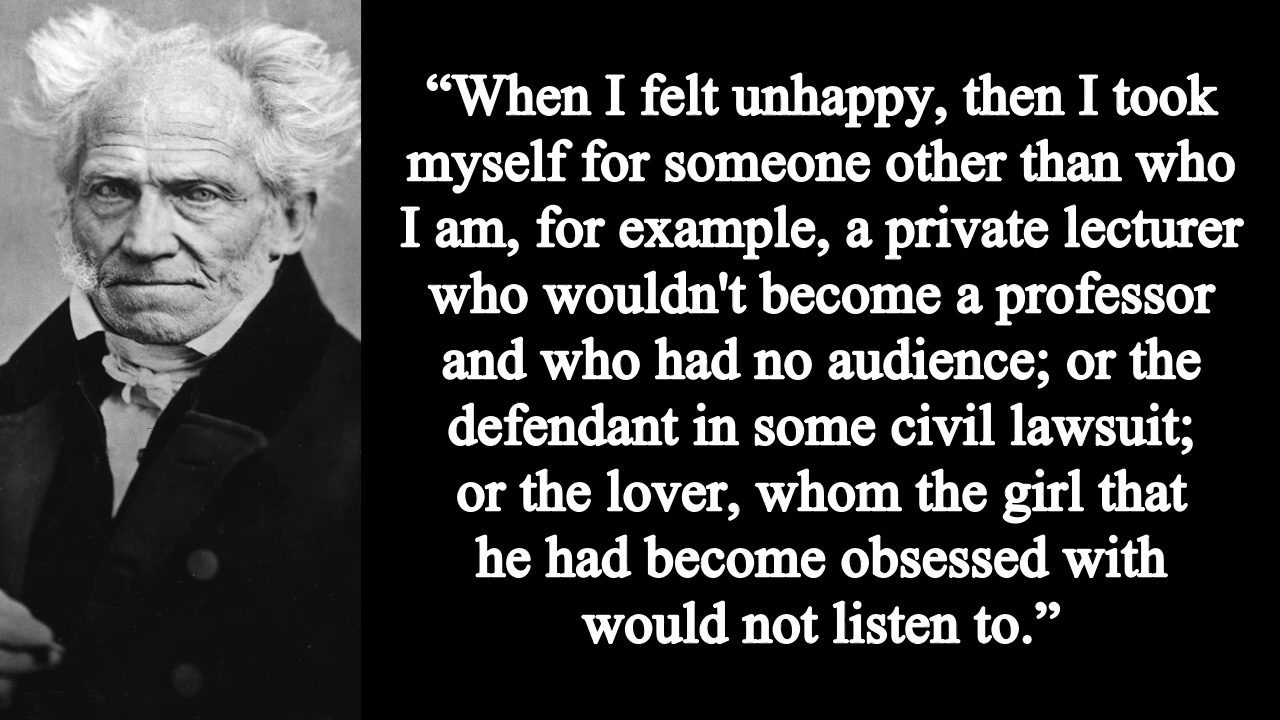 “When I felt unhappy, then I took
myself for someone other than who
I am, for example, a private lecturer
who wouldn't become a professor
and who had no audience; or the
defendant in some civil lawsuit;
or the lover, whom the girl that
he had become obsessed with
would not listen to.”